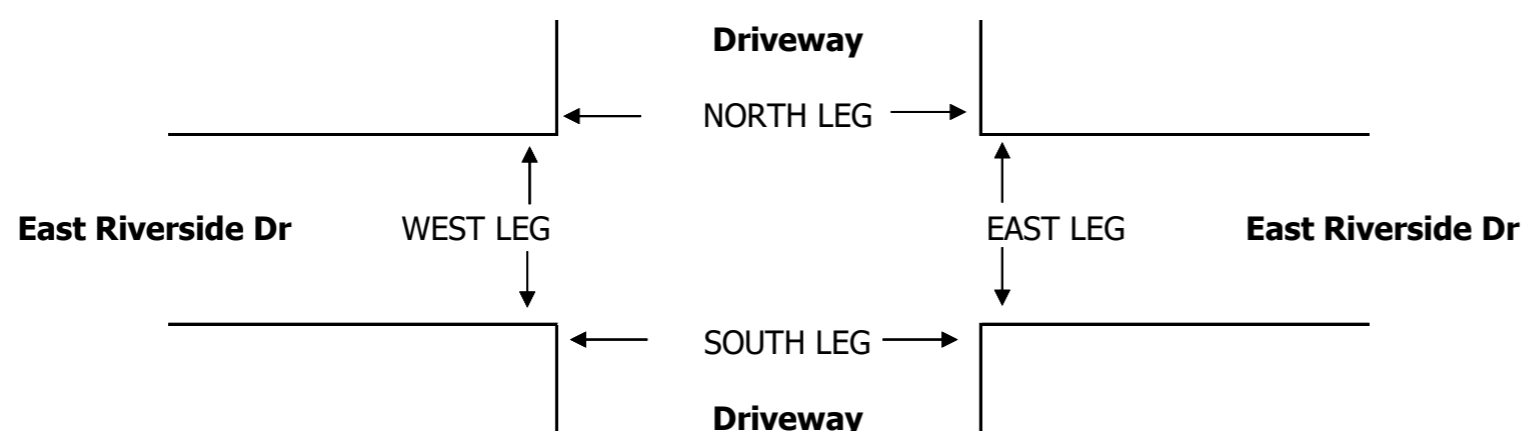 Driveway
NORTH LEG
East Riverside Dr
WEST LEG
EAST LEG
East Riverside Dr
SOUTH LEG
Driveway